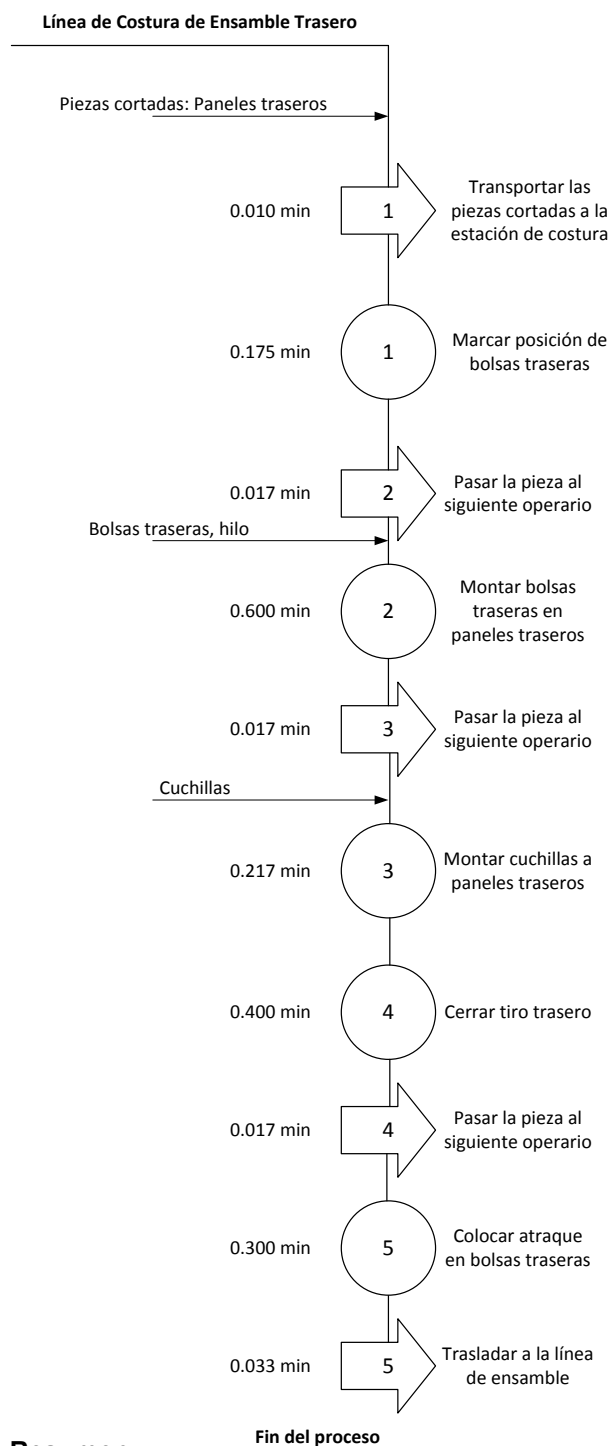 Línea de Costura de Ensamble Trasero
Piezas cortadas: Paneles traseros
0.010 min
1
Transportar las
piezas cortadas a la
estación de costura
0.175 min
1
Marcar posición de
bolsas traseras
0.017 min
2
Pasar la pieza al
siguiente operario
Bolsas traseras, hilo
0.600 min
2
Montar bolsas
traseras en
paneles traseros
0.017 min
3
Pasar la pieza al
siguiente operario
Cuchillas
0.217 min
3
Montar cuchillas a
paneles traseros
0.400 min
4
Cerrar tiro trasero
0.017 min
4
Pasar la pieza al
siguiente operario
0.300 min
5
Colocar atraque
en bolsas traseras
0.033 min
5
Trasladar a la línea
de ensamble
Fin del proceso